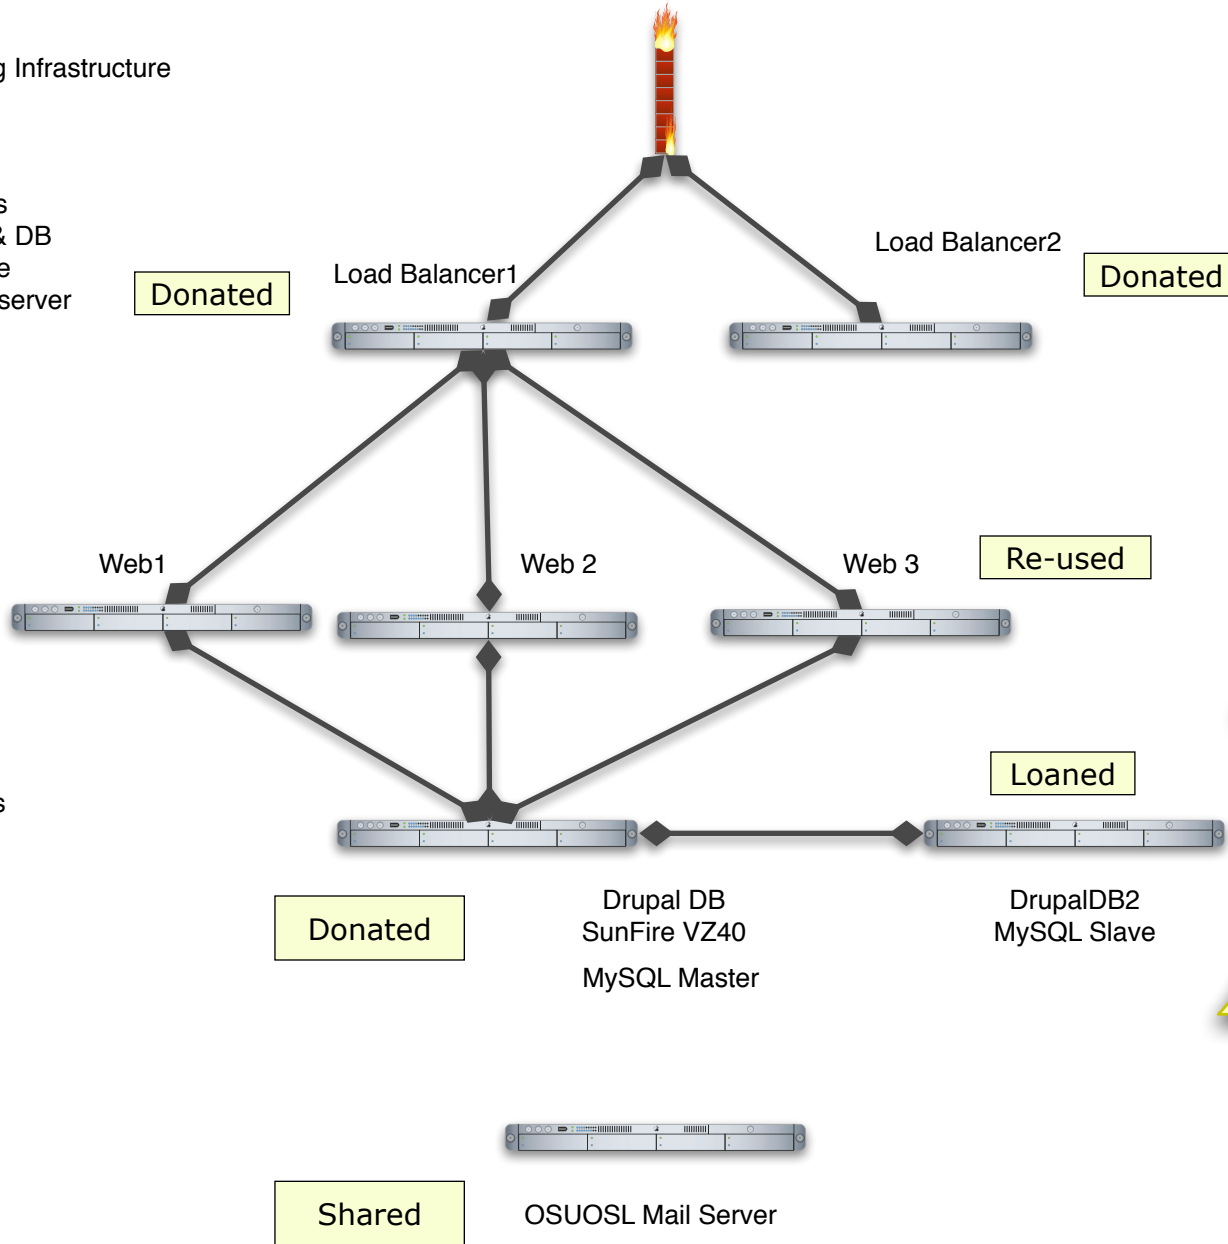 g Infrastructure
s
& DB
e
server
Load Balancer2
Donated
Load Balancer1
Donated
Web1
Web 2
Web 3
Re-used
Loaned
s
Donated
Drupal DB
SunFire VZ40
MySQL Master
DrupalDB2
MySQL Slave
Shared
OSUOSL Mail Server